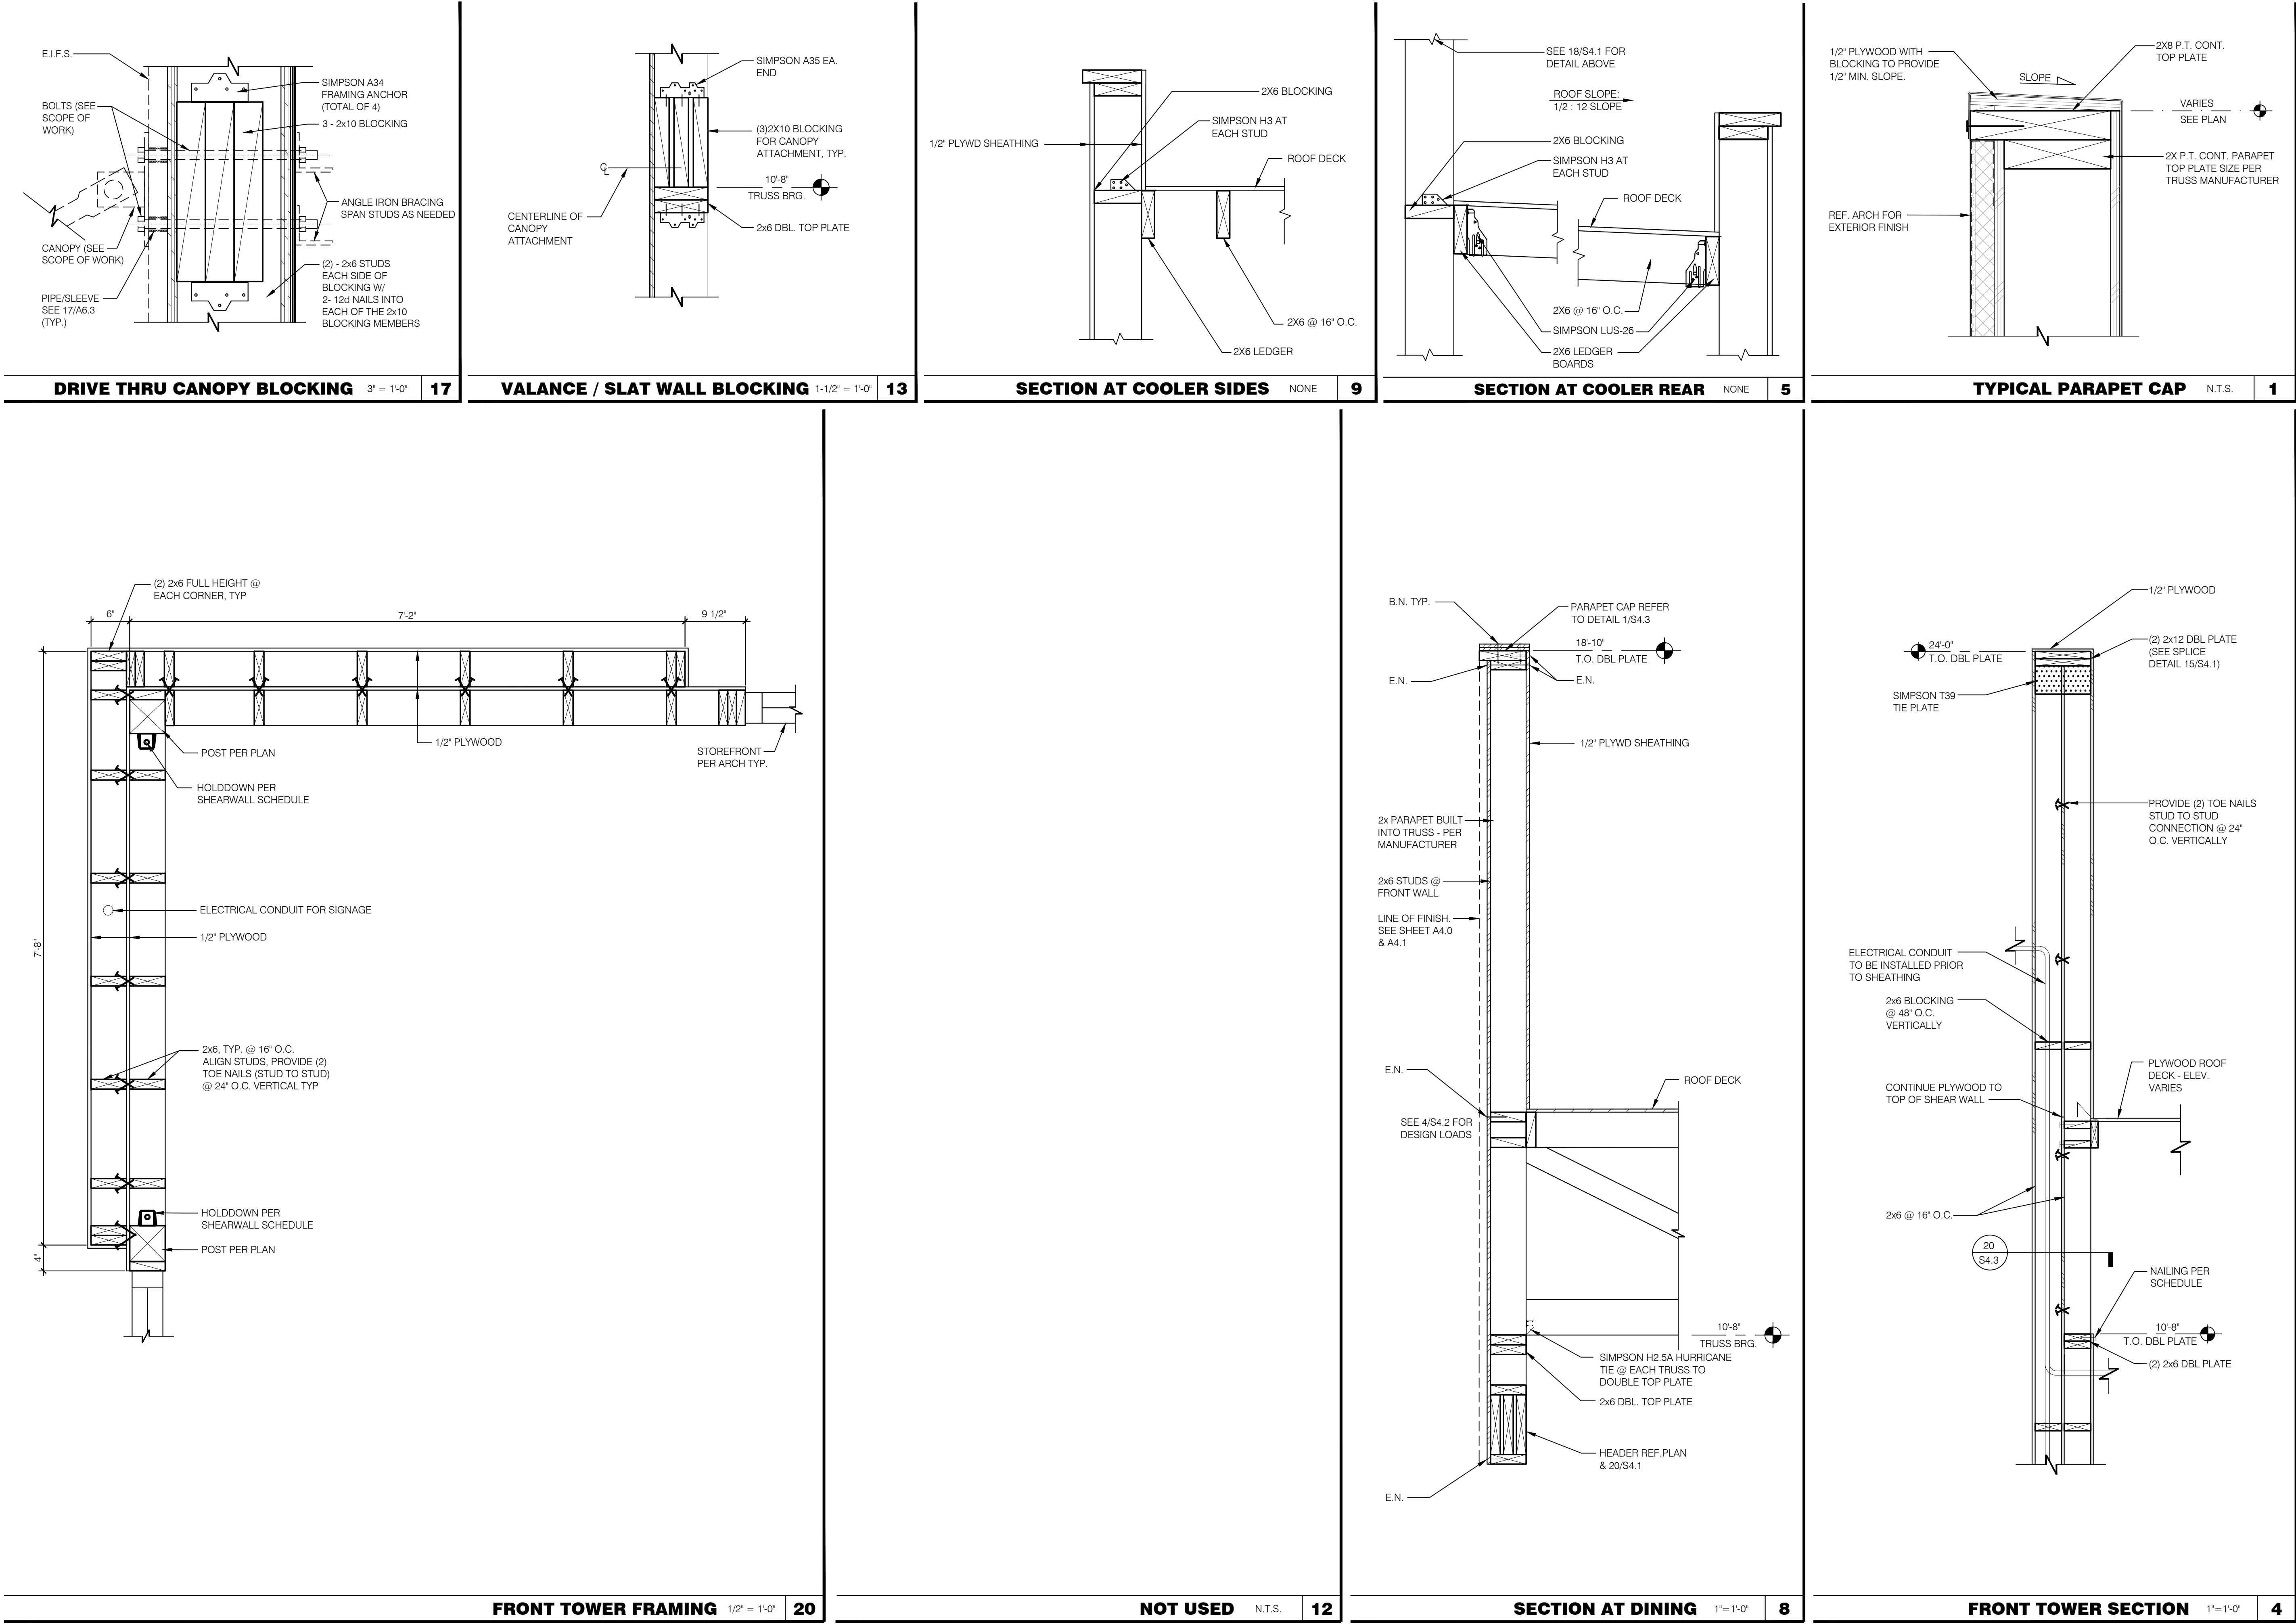 E.I.F.S.
BOLTS (SEE
SCOPE OF
WORK)
CANOPY (SEE
SCOPE OF WORK)
PIPE/SLEEVE
SEE 17/A6.3
(TYP.)
SIMPSON A34
FRAMING ANCHOR
(TOTAL OF 4)
3 - 2x10 BLOCKING
ANGLE IRON BRACING
SPAN STUDS AS NEEDED
(2) - 2x6 STUDS
EACH SIDE OF
BLOCKING W/
2- 12d NAILS INTO
EACH OF THE 2x10
BLOCKING MEMBERS
DRIVE THRU CANOPY BLOCKING 3" = 1'-0" 17
SIMPSON A35 EA.
END
(3)2X10 BLOCKING
FOR CANOPY
ATTACHMENT, TYP.
CL
10'-8"
TRUSS BRG.
CENTERLINE OF
CANOPY
ATTACHMENT
2x6 DBL. TOP PLATE
VALANCE / SLAT WALL BLOCKING 1-1/2" = 1'-0" 13
2X6 BLOCKING
SIMPSON H3 AT
EACH STUD
1/2" PLYWD SHEATHING
ROOF DECK
2X6 @ 16" O.C.
2X6 LEDGER
SECTION AT COOLER SIDES NONE 9
SEE 18/S4.1 FOR
DETAIL ABOVE
ROOF SLOPE:
1/2 : 12 SLOPE
2X6 BLOCKING
SIMPSON H3 AT
EACH STUD
ROOF DECK
2X6 @ 16" O.C.
SIMPSON LUS-26
2X6 LEDGER
BOARDS
SECTION AT COOLER REAR NONE 5
1/2" PLYWOOD WITH
BLOCKING TO PROVIDE
1/2" MIN. SLOPE.
SLOPE
2X8 P.T. CONT.
TOP PLATE
VARIES
SEE PLAN
2X P.T. CONT. PARAPET
TOP PLATE SIZE PER
TRUSS MANUFACTURER
REF. ARCH FOR
EXTERIOR FINISH
TYPICAL PARAPET CAP N.T.S. 1
(2) 2x6 FULL HEIGHT @
EACH CORNER, TYP
6"
7'-2"
9 1/2"
1/2" PLYWOOD
STOREFRONT
PER ARCH TYP.
POST PER PLAN
HOLDDOWN PER
SHEARWALL SCHEDULE
ELECTRICAL CONDUIT FOR SIGNAGE
1/2" PLYWOOD
7'-8"
2x6, TYP. @ 16" O.C.
ALIGN STUDS, PROVIDE (2)
TOE NAILS (STUD TO STUD)
@ 24" O.C. VERTICAL TYP
HOLDDOWN PER
SHEARWALL SCHEDULE
POST PER PLAN
4"
FRONT TOWER FRAMING 1/2" = 1'-0" 20
NOT USED N.T.S. 12
B.N. TYP.
PARAPET CAP REFER
TO DETAIL 1/S4.3
18'-10"
T.O. DBL PLATE
E.N.
E.N.
1/2" PLYWD SHEATHING
2x PARAPET BUILT
INTO TRUSS - PER
MANUFACTURER
2x6 STUDS @
FRONT WALL
LINE OF FINISH.
SEE SHEET A4.0
& A4.1
E.N.
ROOF DECK
SEE 4/S4.2 FOR
DESIGN LOADS
10'-8"
TRUSS BRG.
SIMPSON H2.5A HURRICANE
TIE @ EACH TRUSS TO
DOUBLE TOP PLATE
2x6 DBL. TOP PLATE
HEADER REF.PLAN
& 20/S4.1
E.N.
SECTION AT DINING 1"=1'-0" 8
1/2" PLYWOOD
24'-0"
T.O. DBL PLATE
(2) 2x12 DBL PLATE
(SEE SPLICE
DETAIL 15/S4.1)
SIMPSON T39
TIE PLATE
PROVIDE (2) TOE NAILS
STUD TO STUD
CONNECTION @ 24"
O.C. VERTICALLY
ELECTRICAL CONDUIT
TO BE INSTALLED PRIOR
TO SHEATHING
2x6 BLOCKING
@ 48" O.C.
VERTICALLY
PLYWOOD ROOF
DECK - ELEV.
VARIES
CONTINUE PLYWOOD TO
TOP OF SHEAR WALL
2x6 @ 16" O.C.
20
S4.3
NAILING PER
SCHEDULE
10'-8"
T.O. DBL PLATE
(2) 2x6 DBL PLATE
FRONT TOWER SECTION 1"=1'-0" 4